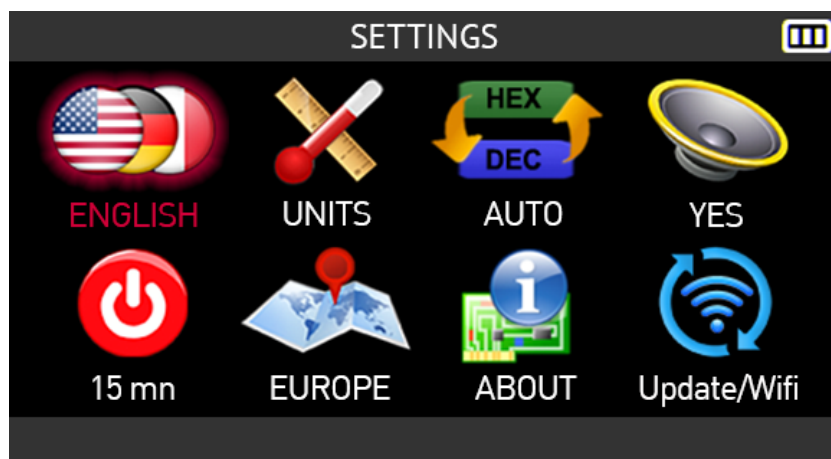 SETTINGS
HEX
DEC
ENGLISH UNITS AUTO YES
15 mn EUROPE ABOUT Update/Wifi